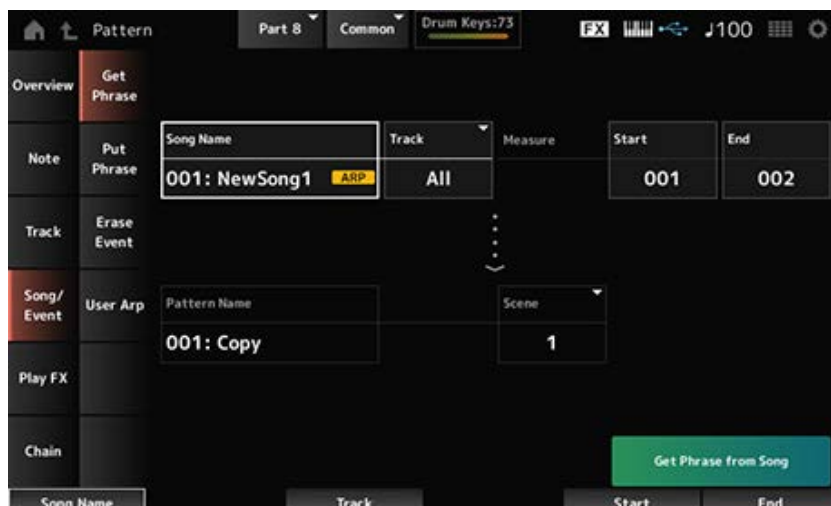 Pattern
Part 8
Common
Drum Keys:73
FX
♩100
Overview
Get
Phrase
Note
Put
Phrase
Song Name
Track
Measure
Start
End
001: NewSong1 ARP
All
001
002
Track
Erase
Event
Song/
Event
User Arp
Pattern Name
Scene
001: Copy
1
Play FX
Chain
Get Phrase from Song
Song Name
Track
Start
End